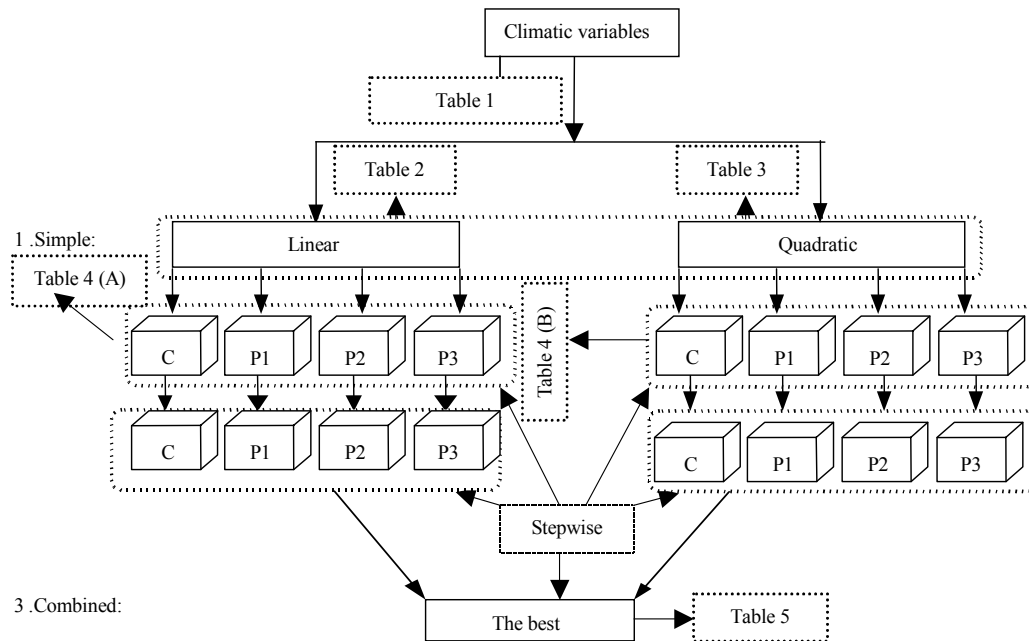 Climatic variables
Table 1
Table 2
Table 3
1 .Simple:
Linear
Quadratic
Table 4 (A)
Table 4 (B)
C P1 P2 P3
C P1 P2 P3
C P1 P2 P3
C P1 P2 P3
Stepwise
3 .Combined:
The best
Table 5